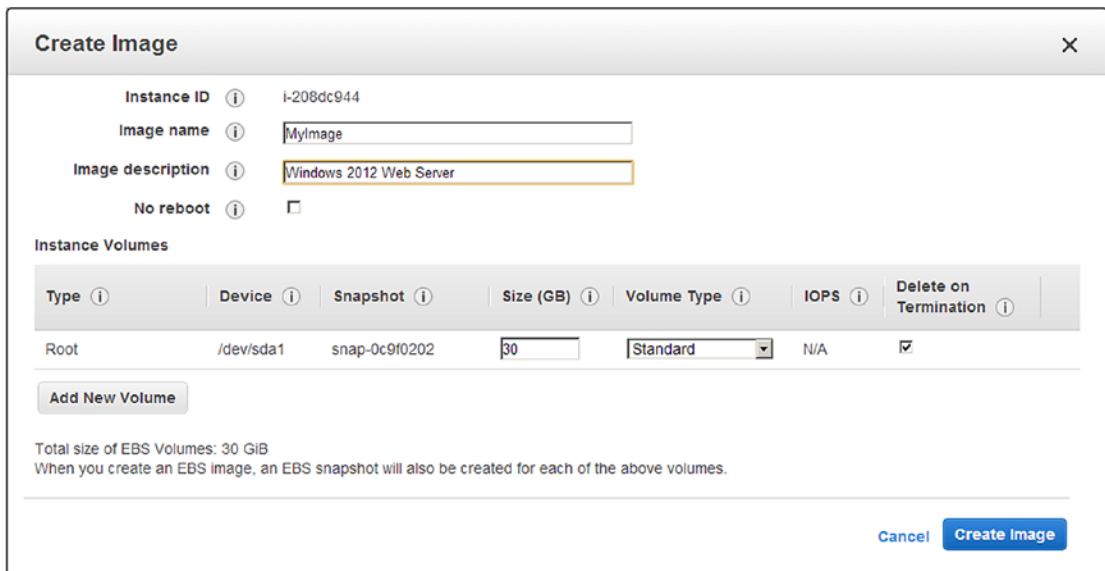 Create Image
Instance ID i-208dc944
Image name MyImage
Image description Windows 2012 Web Server
No reboot
Instance Volumes
Type Device Snapshot Size (GB) Volume Type IOPS Delete on Termination
Root /dev/sda1 snap-0c9f0202 30 Standard N/A
Add New Volume
Total size of EBS Volumes: 30 GiB
When you create an EBS image, an EBS snapshot will also be created for each of the above volumes.
Cancel Create Image